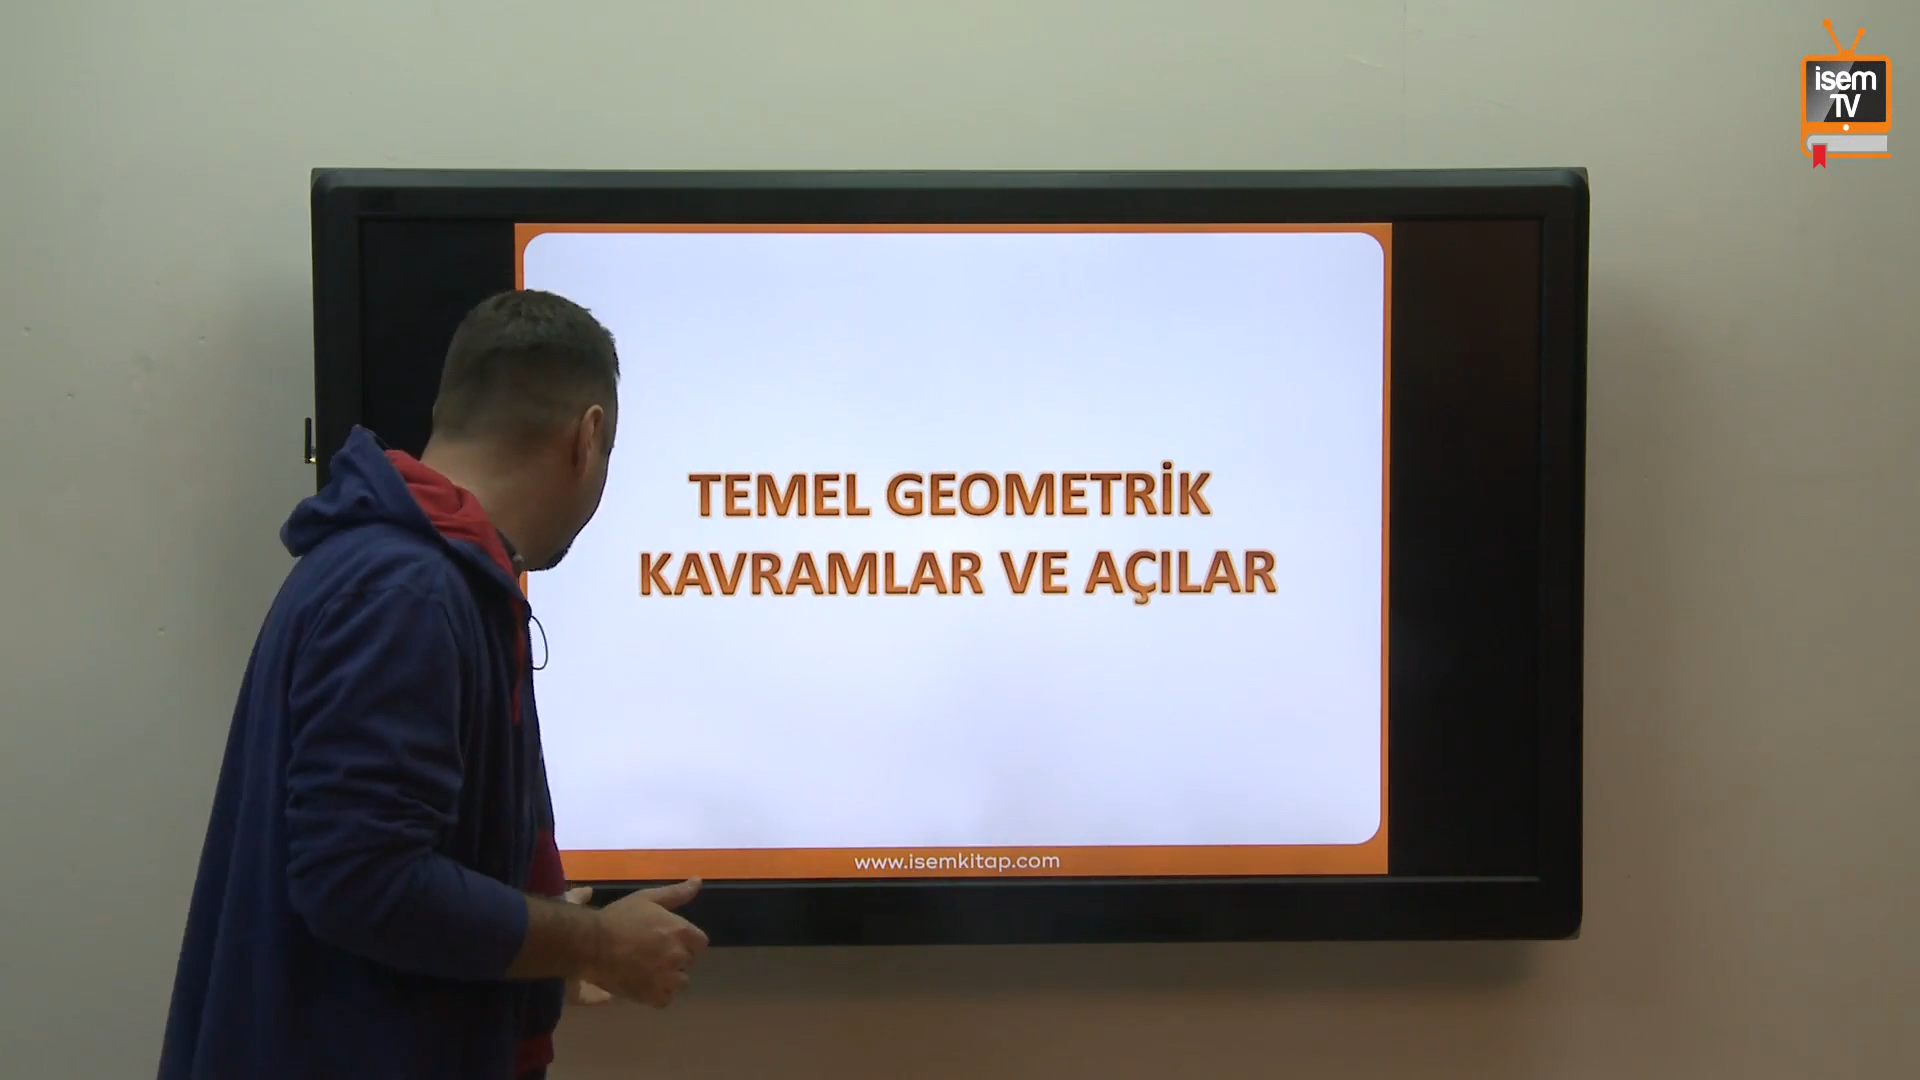 isem
TV
TEMEL GEOMETRİK
KAVRAMLAR VE AÇILAR
www.isemkitap.com